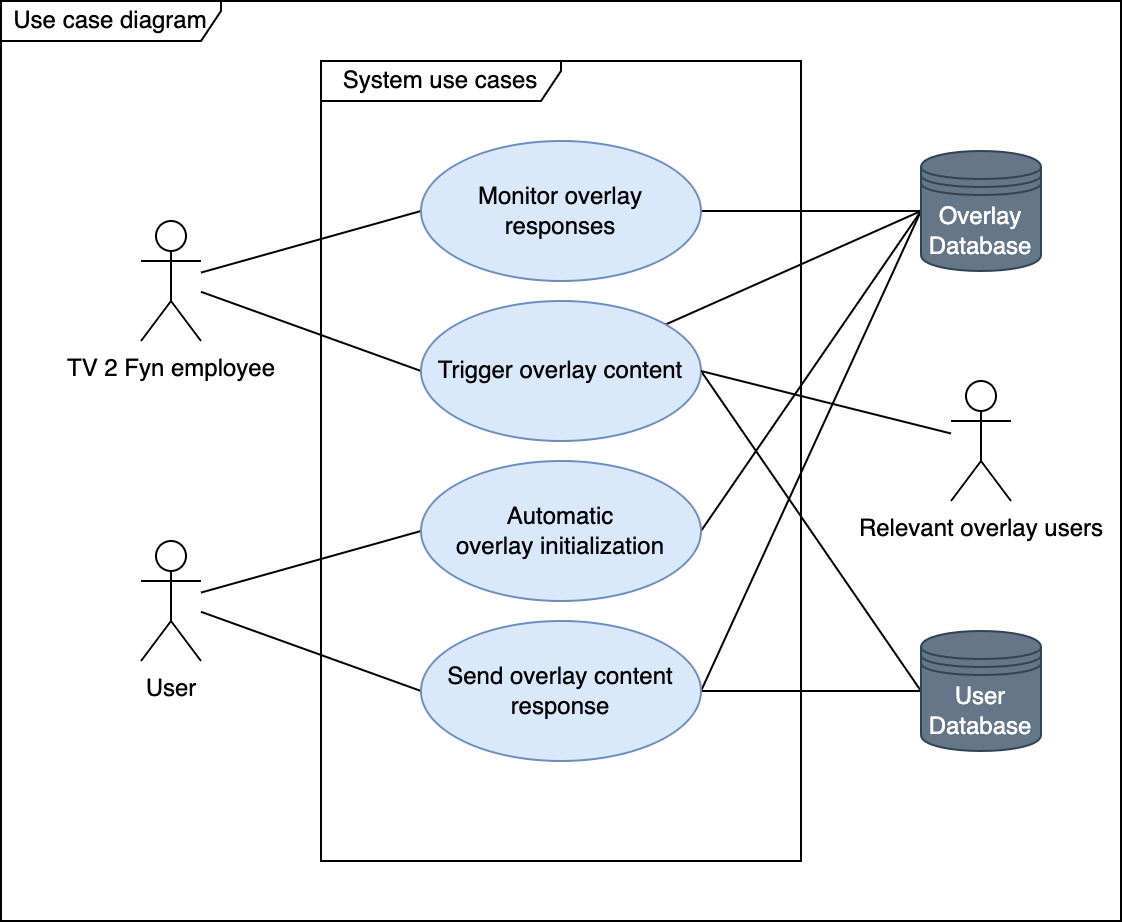 Use case diagram
System use cases
Monitor overlay
responses
Overlay
Database
TV 2 Fyn employee
Trigger overlay content
Relevant overlay users
Automatic
overlay initialization
User
Send overlay content
response
User
Database